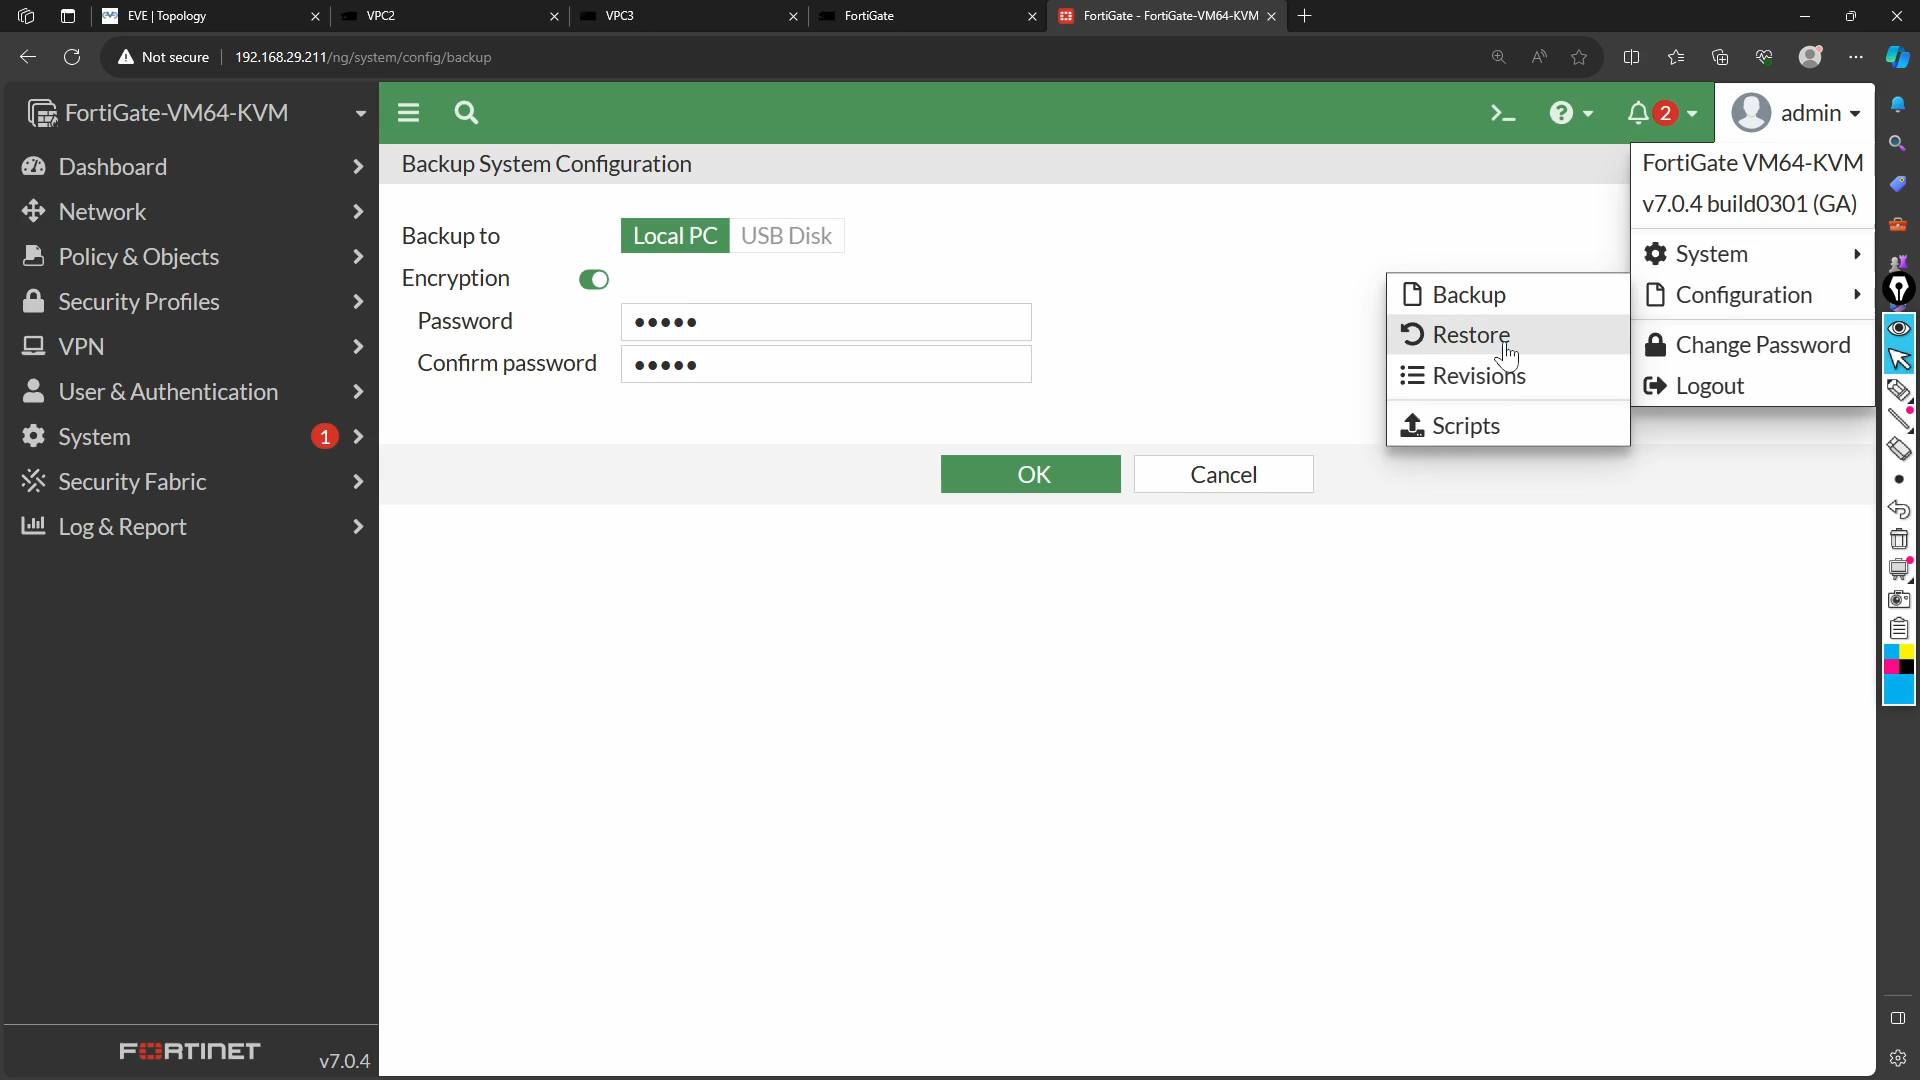 EVE | Topology
VPC2
VPC3
FortiGate
FortiGate - FortiGate-VM64-KVM
Not secure
192.168.29.211/ng/system/config/backup
FortiGate-VM64-KVM
2
admin
Dashboard
Network
Policy & Objects
Security Profiles
VPN
User & Authentication
System
1
Security Fabric
Log & Report
FORTINET
v7.0.4
Backup System Configuration
Backup to
Local PC
USB Disk
Encryption
Password
•••••
Confirm password
•••••
OK
Cancel
FortiGate VM64-KVM
v7.0.4 build0301 (GA)
System
Configuration
Change Password
Logout
Backup
Restore
Revisions
Scripts